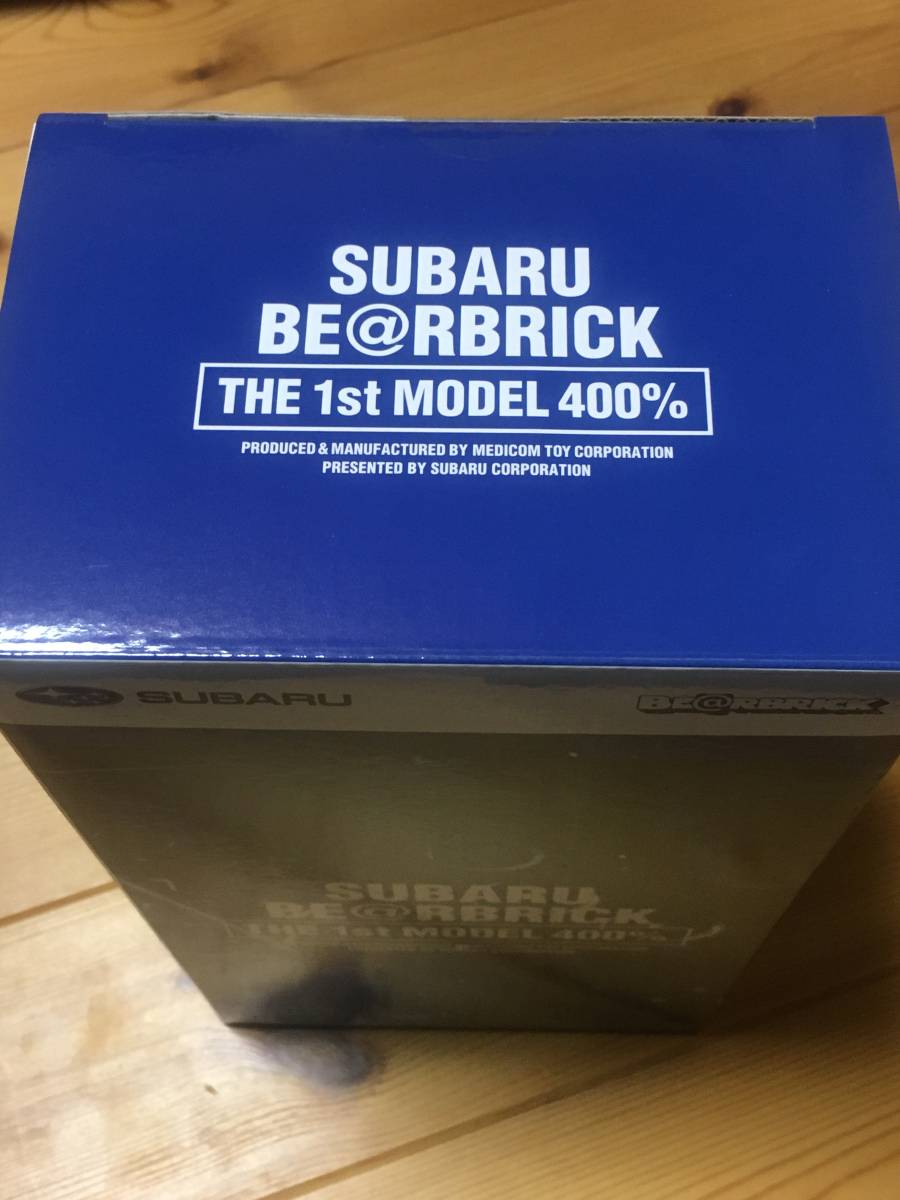 SUBARU
BE@RBRICK
THE 1st MODEL 400%
PRODUCED & MANUFACTURED BY MEDICOM TOY CORPORATION
PRESENTED BY SUBARU CORPORATION
SUBARU BE@RBRICK
SUBARU
BE@RBRICK
THE 1st MODEL 400%